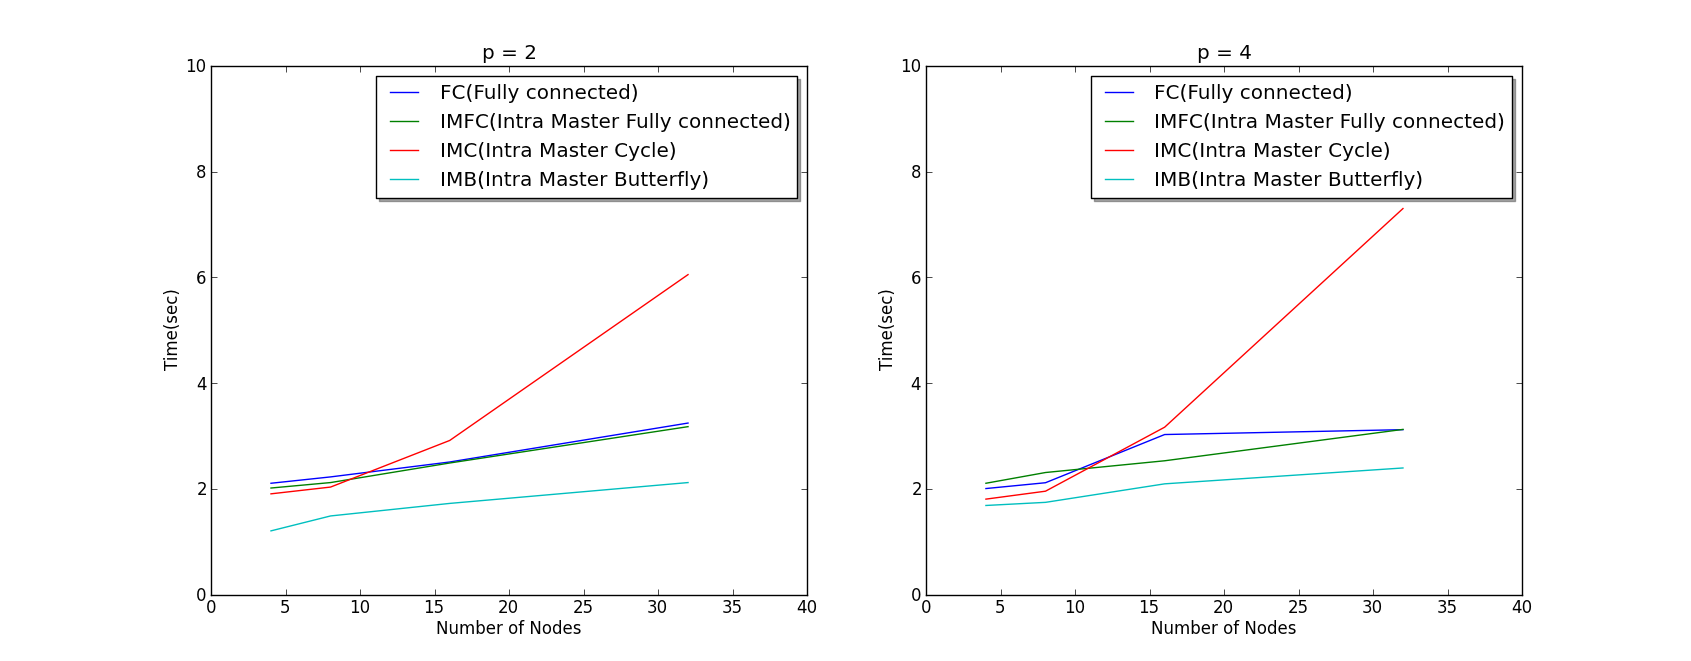 p = 2
10
8
6
4
2
0
Time(sec)
FC(Fully connected)
IMFC(Intra Master Fully connected)
IMC(Intra Master Cycle)
IMB(Intra Master Butterfly)
0 5 10 15 20 25 30 35 40
Number of Nodes
p = 4
10
8
6
4
2
0
Time(sec)
FC(Fully connected)
IMFC(Intra Master Fully connected)
IMC(Intra Master Cycle)
IMB(Intra Master Butterfly)
0 5 10 15 20 25 30 35 40
Number of Nodes